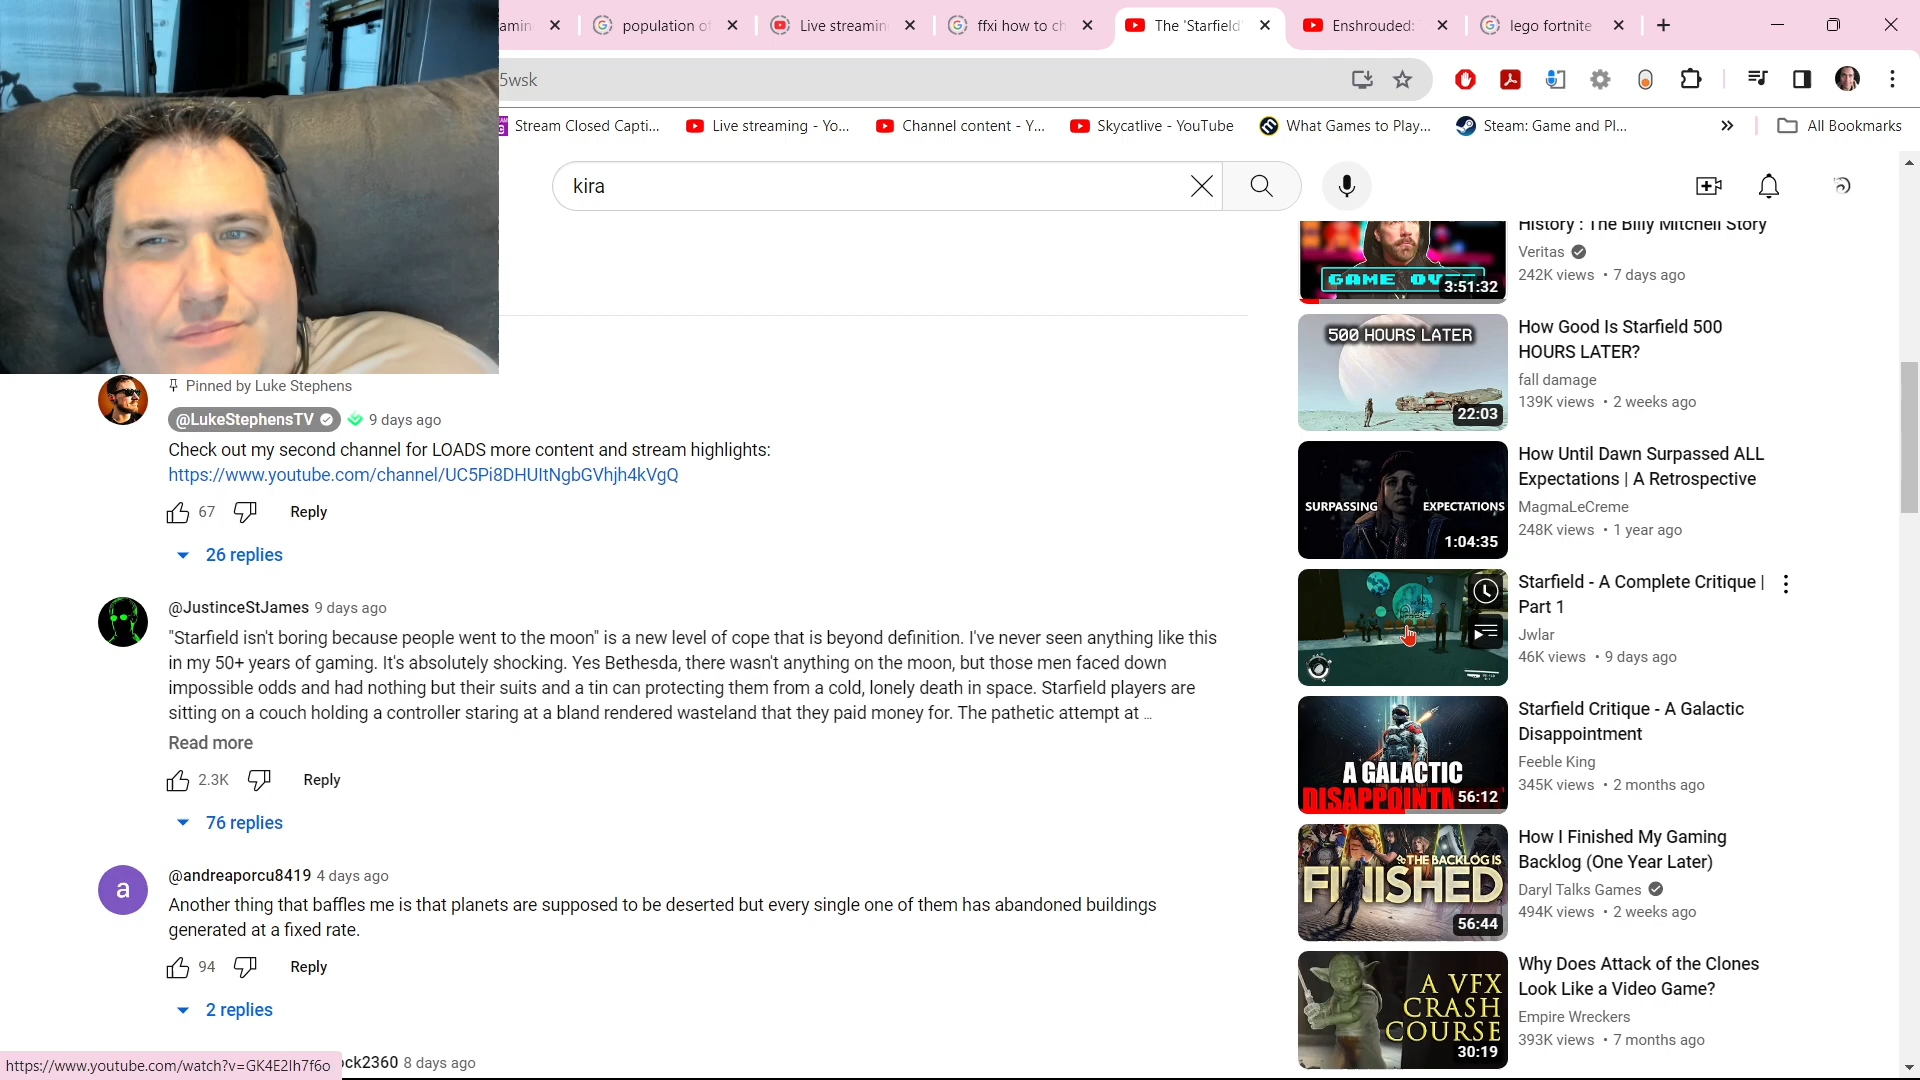 amin
population of
Live streamin
ffxi how to ch
The 'Starfield'
Enshrouded:
lego fortnite
5wsk
Stream Closed Capti...
Live streaming - Yo...
Channel content - Y...
Skycatlive - YouTube
What Games to Play...
Steam: Game and Pl...
All Bookmarks
kira
Pinned by Luke Stephens
@LukeStephensTV 9 days ago
Check out my second channel for LOADS more content and stream highlights:
https://www.youtube.com/channel/UC5Pi8DHUItNgbGVhjh4kVgQ
67 Reply
26 replies
@JustinceStJames 9 days ago
"Starfield isn't boring because people went to the moon" is a new level of cope that is beyond definition. I've never seen anything like this
in my 50+ years of gaming. It's absolutely shocking. Yes Bethesda, there wasn't anything on the moon, but those men faced down
impossible odds and had nothing but their suits and a tin can protecting them from a cold, lonely death in space. Starfield players are
sitting on a couch holding a controller staring at a bland rendered wasteland that they paid money for. The pathetic attempt at ...
Read more
2.3K Reply
76 replies
@andreaporcu8419 4 days ago
Another thing that baffles me is that planets are supposed to be deserted but every single one of them has abandoned buildings
generated at a fixed rate.
94 Reply
2 replies
ock2360 8 days ago
https://www.youtube.com/watch?v=GK4E2Ih7f6o
GAME OV
3:51:32
History : The Billy Mitchell Story
Veritas
242K views • 7 days ago
500 HOURS LATER
22:03
How Good Is Starfield 500
HOURS LATER?
fall damage
139K views • 2 weeks ago
SURPASSING EXPECTATIONS
1:04:35
How Until Dawn Surpassed ALL
Expectations | A Retrospective
MagmaLeCreme
248K views • 1 year ago
Starfield - A Complete Critique |
Part 1
Jwlar
46K views • 9 days ago
A GALACTIC
DISAPPOINTM
56:12
Starfield Critique - A Galactic
Disappointment
Feeble King
345K views • 2 months ago
THE BACKLOG IS
FINISHED
56:44
How I Finished My Gaming
Backlog (One Year Later)
Daryl Talks Games
494K views • 2 weeks ago
A VFX
CRASH
COURSE
30:19
Why Does Attack of the Clones
Look Like a Video Game?
Empire Wreckers
393K views • 7 months ago